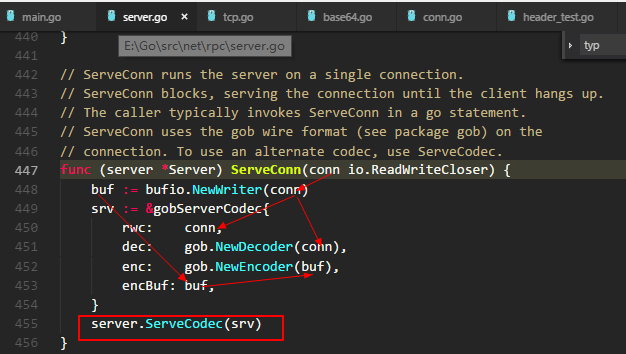 main.go server.go × tcp.go base64.go conn.go header_test.go
440 }
E:\Go\src\net\rpc\server.go
typ
441
442 // ServeConn runs the server on a single connection.
443 // ServeConn blocks, serving the connection until the client hangs up.
444 // The caller typically invokes ServeConn in a go statement.
445 // ServeConn uses the gob wire format (see package gob) on the
446 // connection. To use an alternate codec, use ServeCodec.
447 func (server *Server) ServeConn(conn io.ReadWriteCloser) {
448 buf := bufio.NewWriter(conn)
449 srv := &gobServerCodec{
450 rwc: conn,
451 dec: gob.NewDecoder(conn),
452 enc: gob.NewEncoder(buf),
453 encBuf: buf,
454 }
455 server.ServeCodec(srv)
456 }